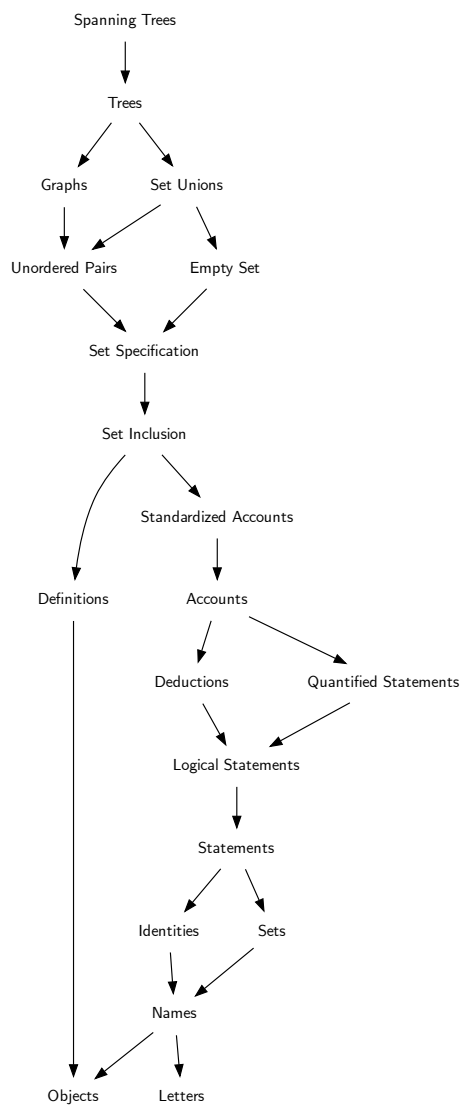 Spanning Trees
Trees
Graphs
Set Unions
Unordered Pairs
Empty Set
Set Specification
Set Inclusion
Standardized Accounts
Definitions
Accounts
Deductions
Quantified Statements
Logical Statements
Statements
Identities
Sets
Names
Objects
Letters